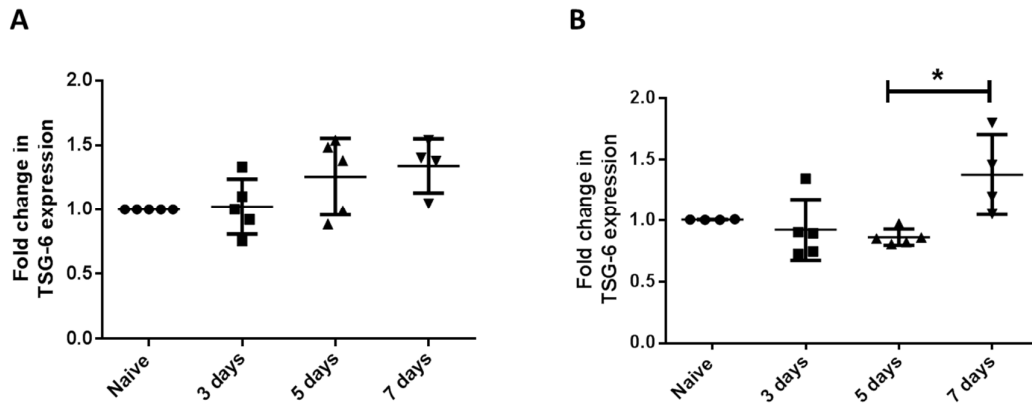 A
Fold change in
TSG-6 expression
2.0
1.5
1.0
0.5
0.0
Naive
3 days
5 days
7 days
B
Fold change in
TSG-6 expression
2.0
1.5
1.0
0.5
0.0
*
Naive
3 days
5 days
7 days